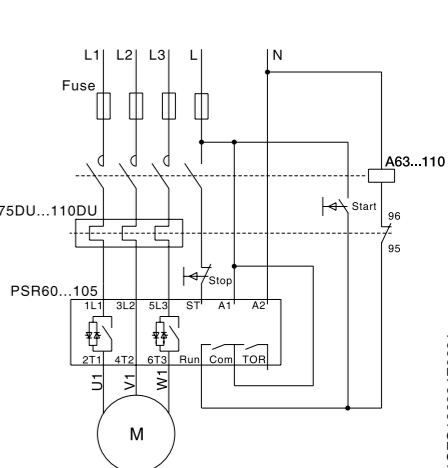 L1 L2 L3 L N
Fuse
A63...110
Start
75DU...110DU
96
95
Stop
PSR60...105
1L1 3L2 5L3 ST A1 A2
2T1 4T2 6T3 Run Com TOR
U1 V1 W1
M